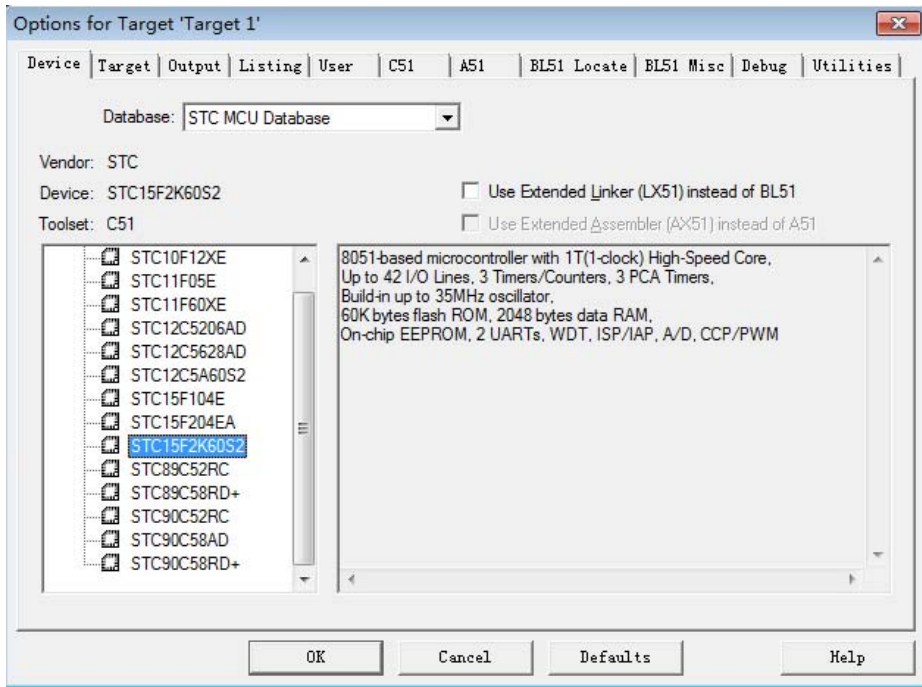 Options for Target 'Target 1'
Device Target Output Listing User C51 A51 BL51 Locate BL51 Misc Debug Utilities
Database: STC MCU Database
Vendor: STC
Device: STC15F2K60S2
Use Extended Linker (LX51) instead of BL51
Toolset: C51
Use Extended Assembler (AX51) instead of A51
STC10F12XE
STC11F05E
STC11F60XE
STC12C5206AD
STC12C5628AD
STC12C5A60S2
STC15F104E
STC15F204EA
STC15F2K60S2
STC89C52RC
STC89C58RD+
STC90C52RC
STC90C58AD
STC90C58RD+
8051-based microcontroller with 1T(1-clock) High-Speed Core,
Up to 42 I/O Lines, 3 Timers/Counters, 3 PCA Timers,
Build-in up to 35MHz oscillator,
60K bytes flash ROM, 2048 bytes data RAM,
On-chip EEPROM, 2 UARTs, WDT, ISP/IAP, A/D, CCP/PWM
OK Cancel Defaults Help